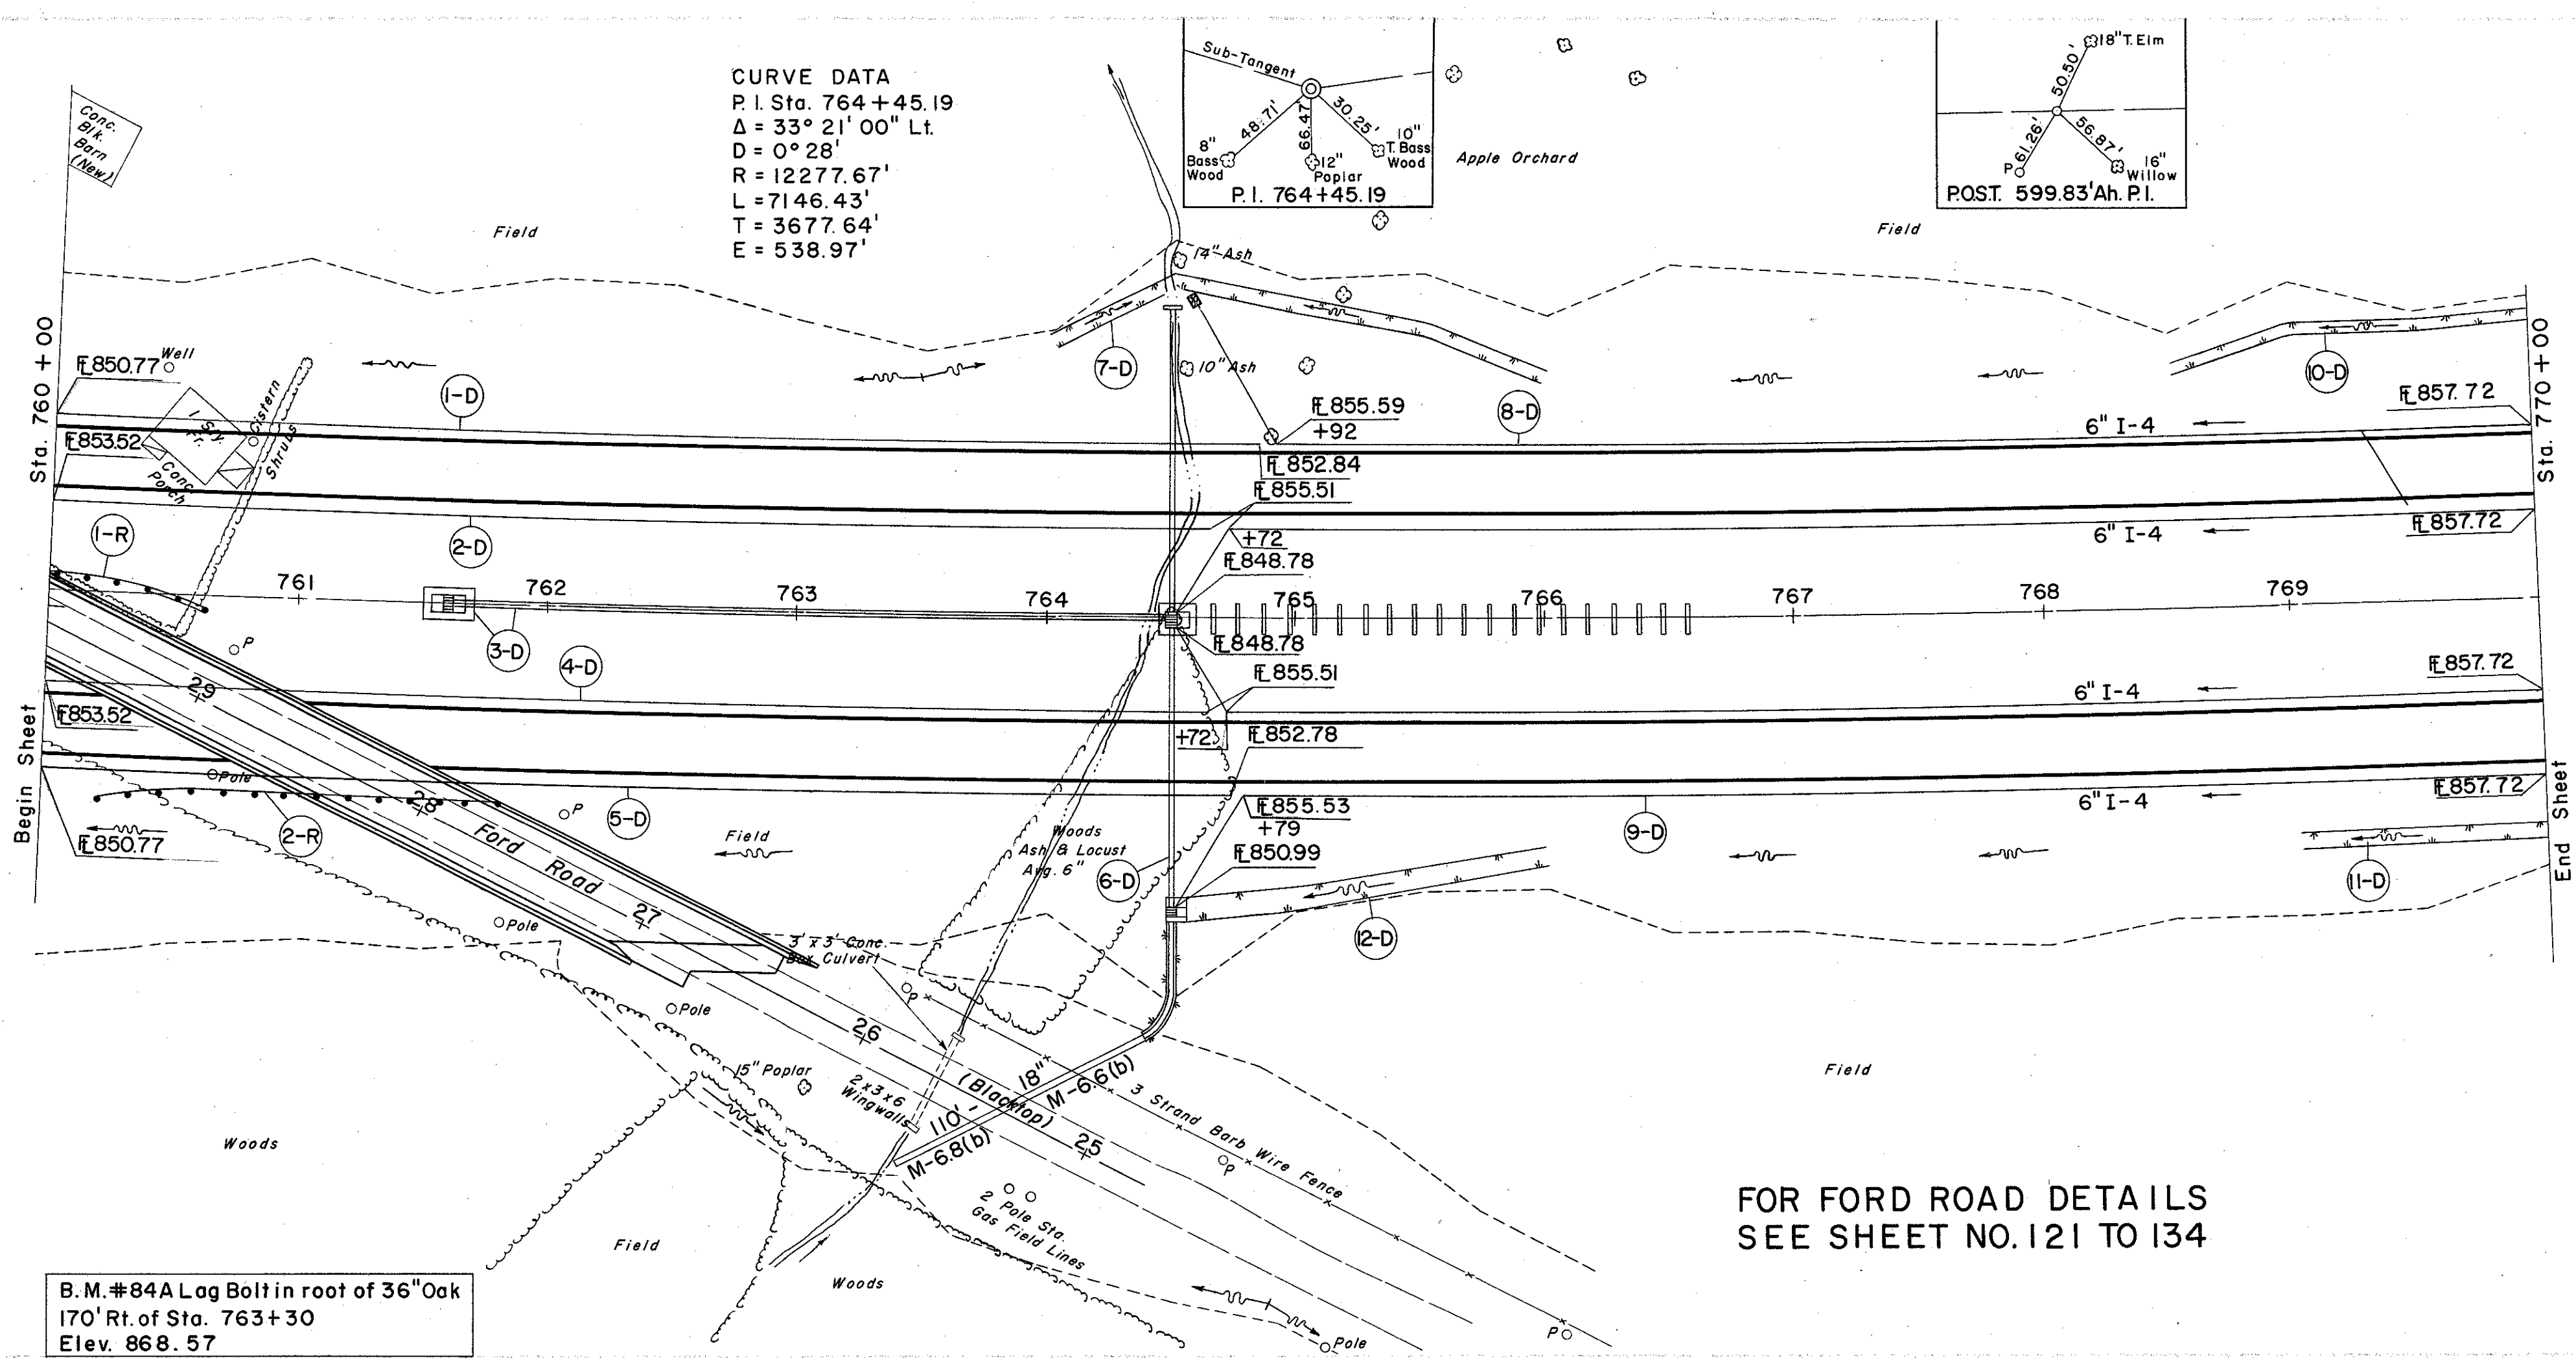 Conc.
Blk.
Barn
(New)
CURVE DATA
P. I. Sta. 764+45.19
Δ = 33° 21' 00" Lt.
D = 0° 28'
R = 12277.67'
L = 7146.43'
T = 3677.64'
E = 538.97'
Sub-Tangent
48.71'
66.47'
30.25'
8"
Bass
Wood
12"
Poplar
10"
T. Bass
Wood
P. I. 764+45.19
Apple Orchard
18" T. Elm
50.50'
61.26'
56.87'
P
16"
Willow
P.O.S.T. 599.83' Ah. P.I.
Field
Field
14" Ash
Sta. 760 + 00
Sta. 770 + 00
Well
℄ 850.77
1 Sty.
Fr.
Cistern
Shrubs
Conc.
Porch
1-D
7-D
10" Ash
℄ 855.59
+92
8-D
10-D
℄ 857.72
6" I-4
℄ 853.52
℄ 852.84
℄ 855.51
1-R
2-D
+72
℄ 848.78
6" I-4
℄ 857.72
761
762
763
764
765
766
767
768
769
P
3-D
4-D
℄ 848.78
℄ 855.51
6" I-4
℄ 857.72
29
℄ 853.52
+72
℄ 852.78
Begin Sheet
Pole
℄ 850.77
2-R
28
P
5-D
Ford Road
Field
Woods
Ash & Locust
Avg. 6"
6-D
℄ 855.53
+79
℄ 850.99
9-D
6" I-4
℄ 857.72
11-D
End Sheet
12-D
27
Pole
3' x 3' Conc.
Box Culvert
P
Pole
26
15" Poplar
2 x 3 x 6
Wingwalls
(Blacktop)
18"
110'
M-6.6(b)
M-6.8(b)
25
3 Strand Barb Wire Fence
P
Field
Woods
Field
2 Pole Sta.
Gas Field Lines
Woods
Pole
P
FOR FORD ROAD DETAILS
SEE SHEET NO. 121 TO 134
B.M.#84A Lag Bolt in root of 36" Oak
170' Rt. of Sta. 763+30
Elev. 868.57